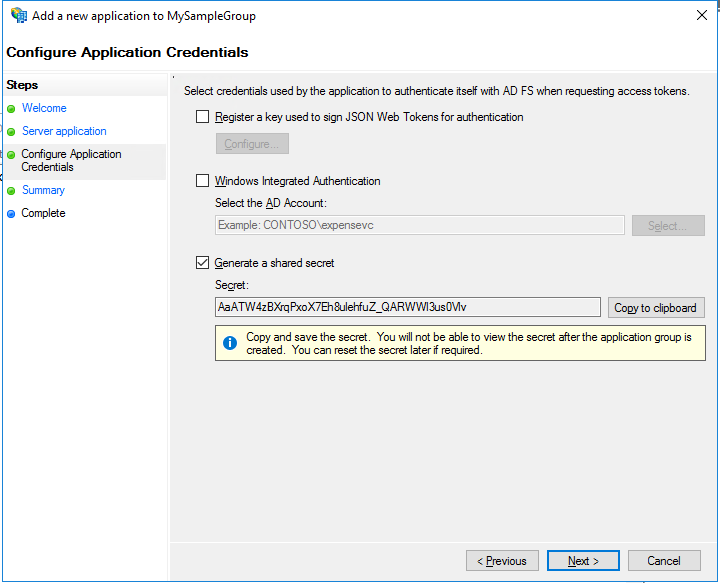 Add a new application to MySampleGroup
Configure Application Credentials
Steps
Welcome
Server application
Configure Application
Credentials
Summary
Complete
Select credentials used by the application to authenticate itself with AD FS when requesting access tokens.
Register a key used to sign JSON Web Tokens for authentication
Configure...
Windows Integrated Authentication
Select the AD Account:
Example: CONTOSO\expensevc
Select...
Generate a shared secret
Secret:
AaATW4zBXrqPxoX7Eh8ulehfuZ_QARWWI3us0VIv
Copy to clipboard
Copy and save the secret.  You will not be able to view the secret after the application group is
created.  You can reset the secret later if required.
< Previous
Next >
Cancel